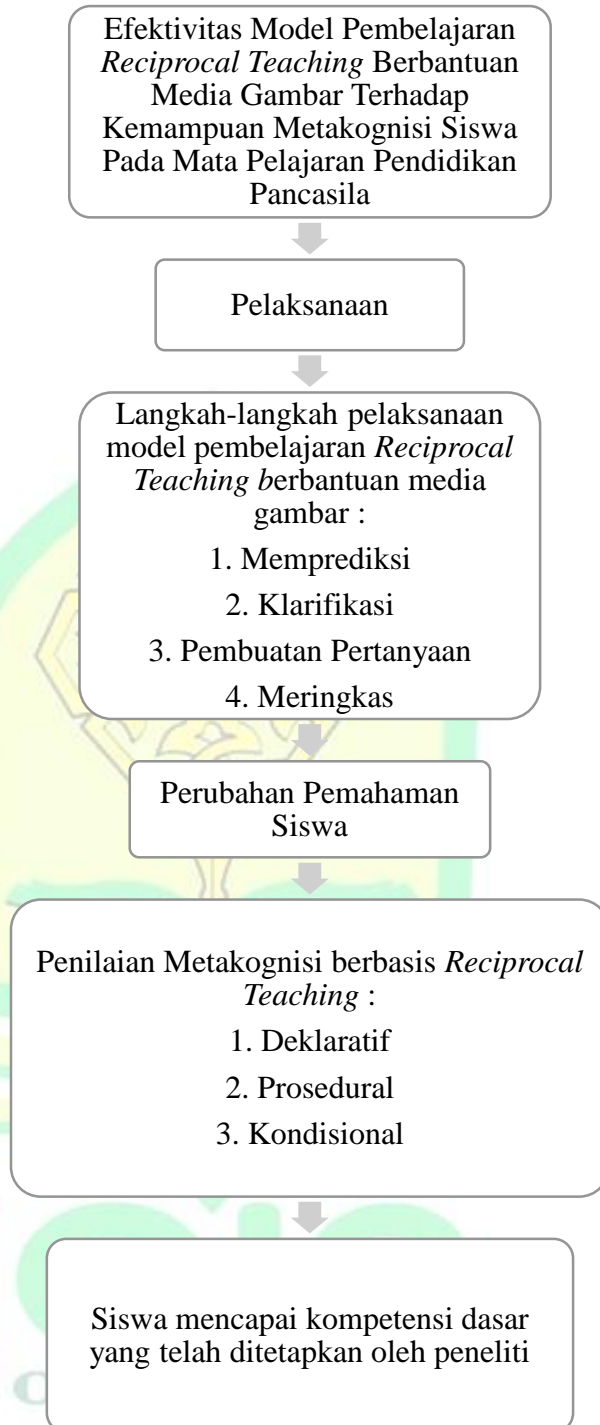 Efektivitas Model Pembelajaran
Reciprocal Teaching Berbantuan
Media Gambar Terhadap
Kemampuan Metakognisi Siswa
Pada Mata Pelajaran Pendidikan
Pancasila
Pelaksanaan
Langkah-langkah pelaksanaan
model pembelajaran Reciprocal
Teaching berbantuan media
gambar :
1. Memprediksi
2. Klarifikasi
3. Pembuatan Pertanyaan
4. Meringkas
Perubahan Pemahaman
Siswa
Penilaian Metakognisi berbasis Reciprocal
Teaching :
1. Deklaratif
2. Prosedural
3. Kondisional
Siswa mencapai kompetensi dasar
yang telah ditetapkan oleh peneliti